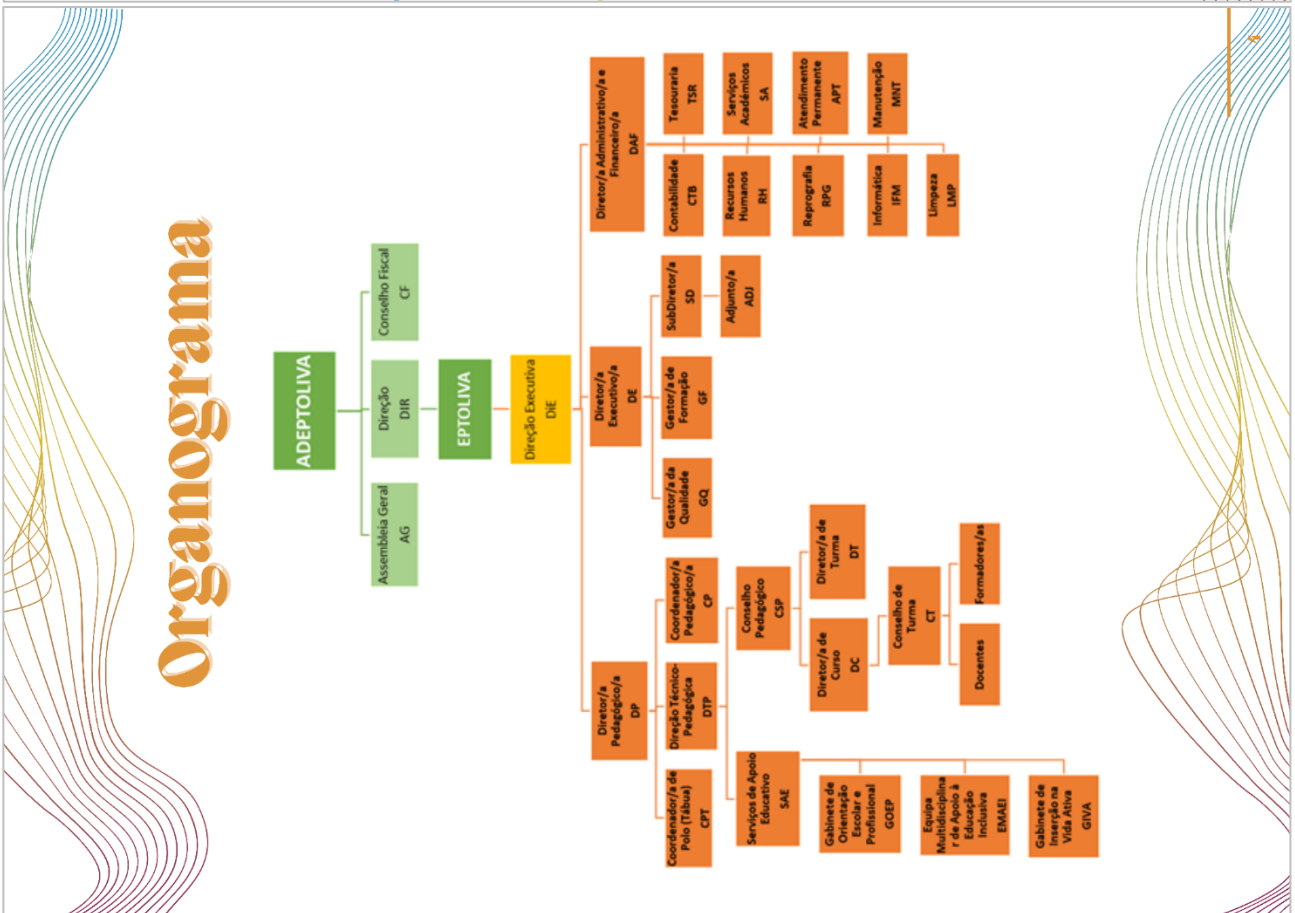 4
Organograma
ADEPTOLIVA
Assembleia Geral
AG
Direção
DIR
Conselho Fiscal
CF
EPTOLIVA
Direção Executiva
DiE
Diretor/a
Pedagógico/a
DP
Diretor/a
Executivo/a
DE
Diretor/a Administrativo/a e
Financeiro/a
DAF
Coordenador/a de
Polo (Tábua)
CPT
Direção Técnico-
Pedagógica
DTP
Coordenador/a
Pedagógico/a
CP
Gestor/a da
Qualidade
GQ
Gestor/a de
Formação
GF
SubDiretor/a
SD
Adjunto/a
ADJ
Contabilidade
CTB
Tesouraria
TSR
Recursos
Humanos
RH
Serviços
Académicos
SA
Reprografia
RPG
Atendimento
Permanente
APT
Informática
IFM
Manutenção
MNT
Limpeza
LMP
Serviços de Apoio
Educativo
SAE
Conselho
Pedagógico
CSP
Gabinete de
Orientação
Escolar e
Profissional
GOEP
Equipa
Multidisciplina
r de Apoio à
Educação
Inclusiva
EMAEI
Gabinete de
Inserção na
Vida Ativa
GIVA
Diretor/a de
Curso
DC
Diretor/a de
Turma
DT
Conselho de
Turma
CT
Docentes
Formadores/as